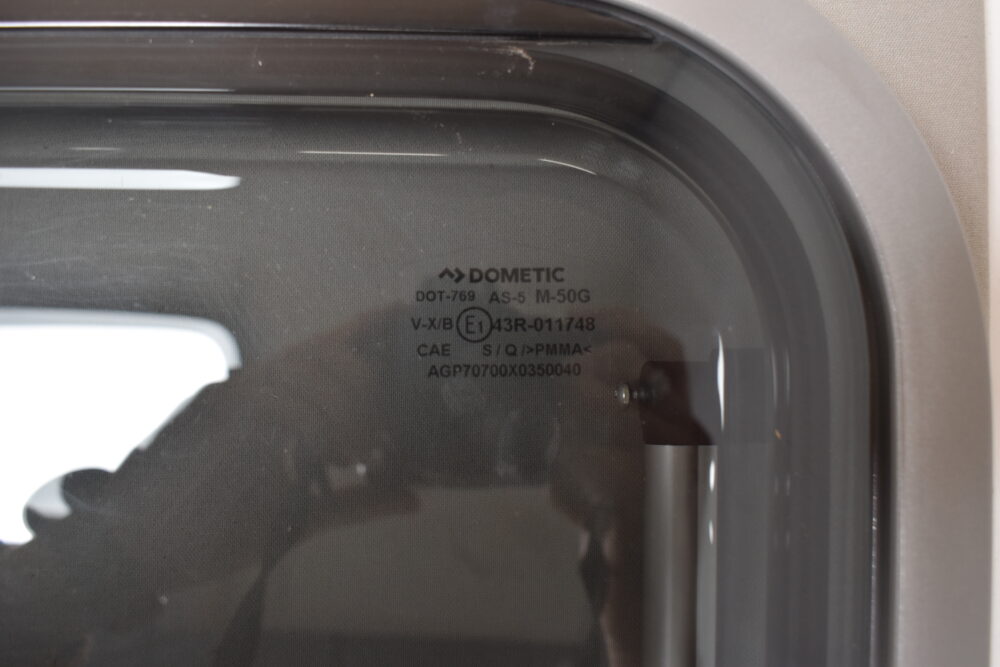 DOMETIC
DOT-769 AS-5 M-50G
V-X/B E1 43R-011748
CAE S / Q />PMMA<
AGP70700X0350040